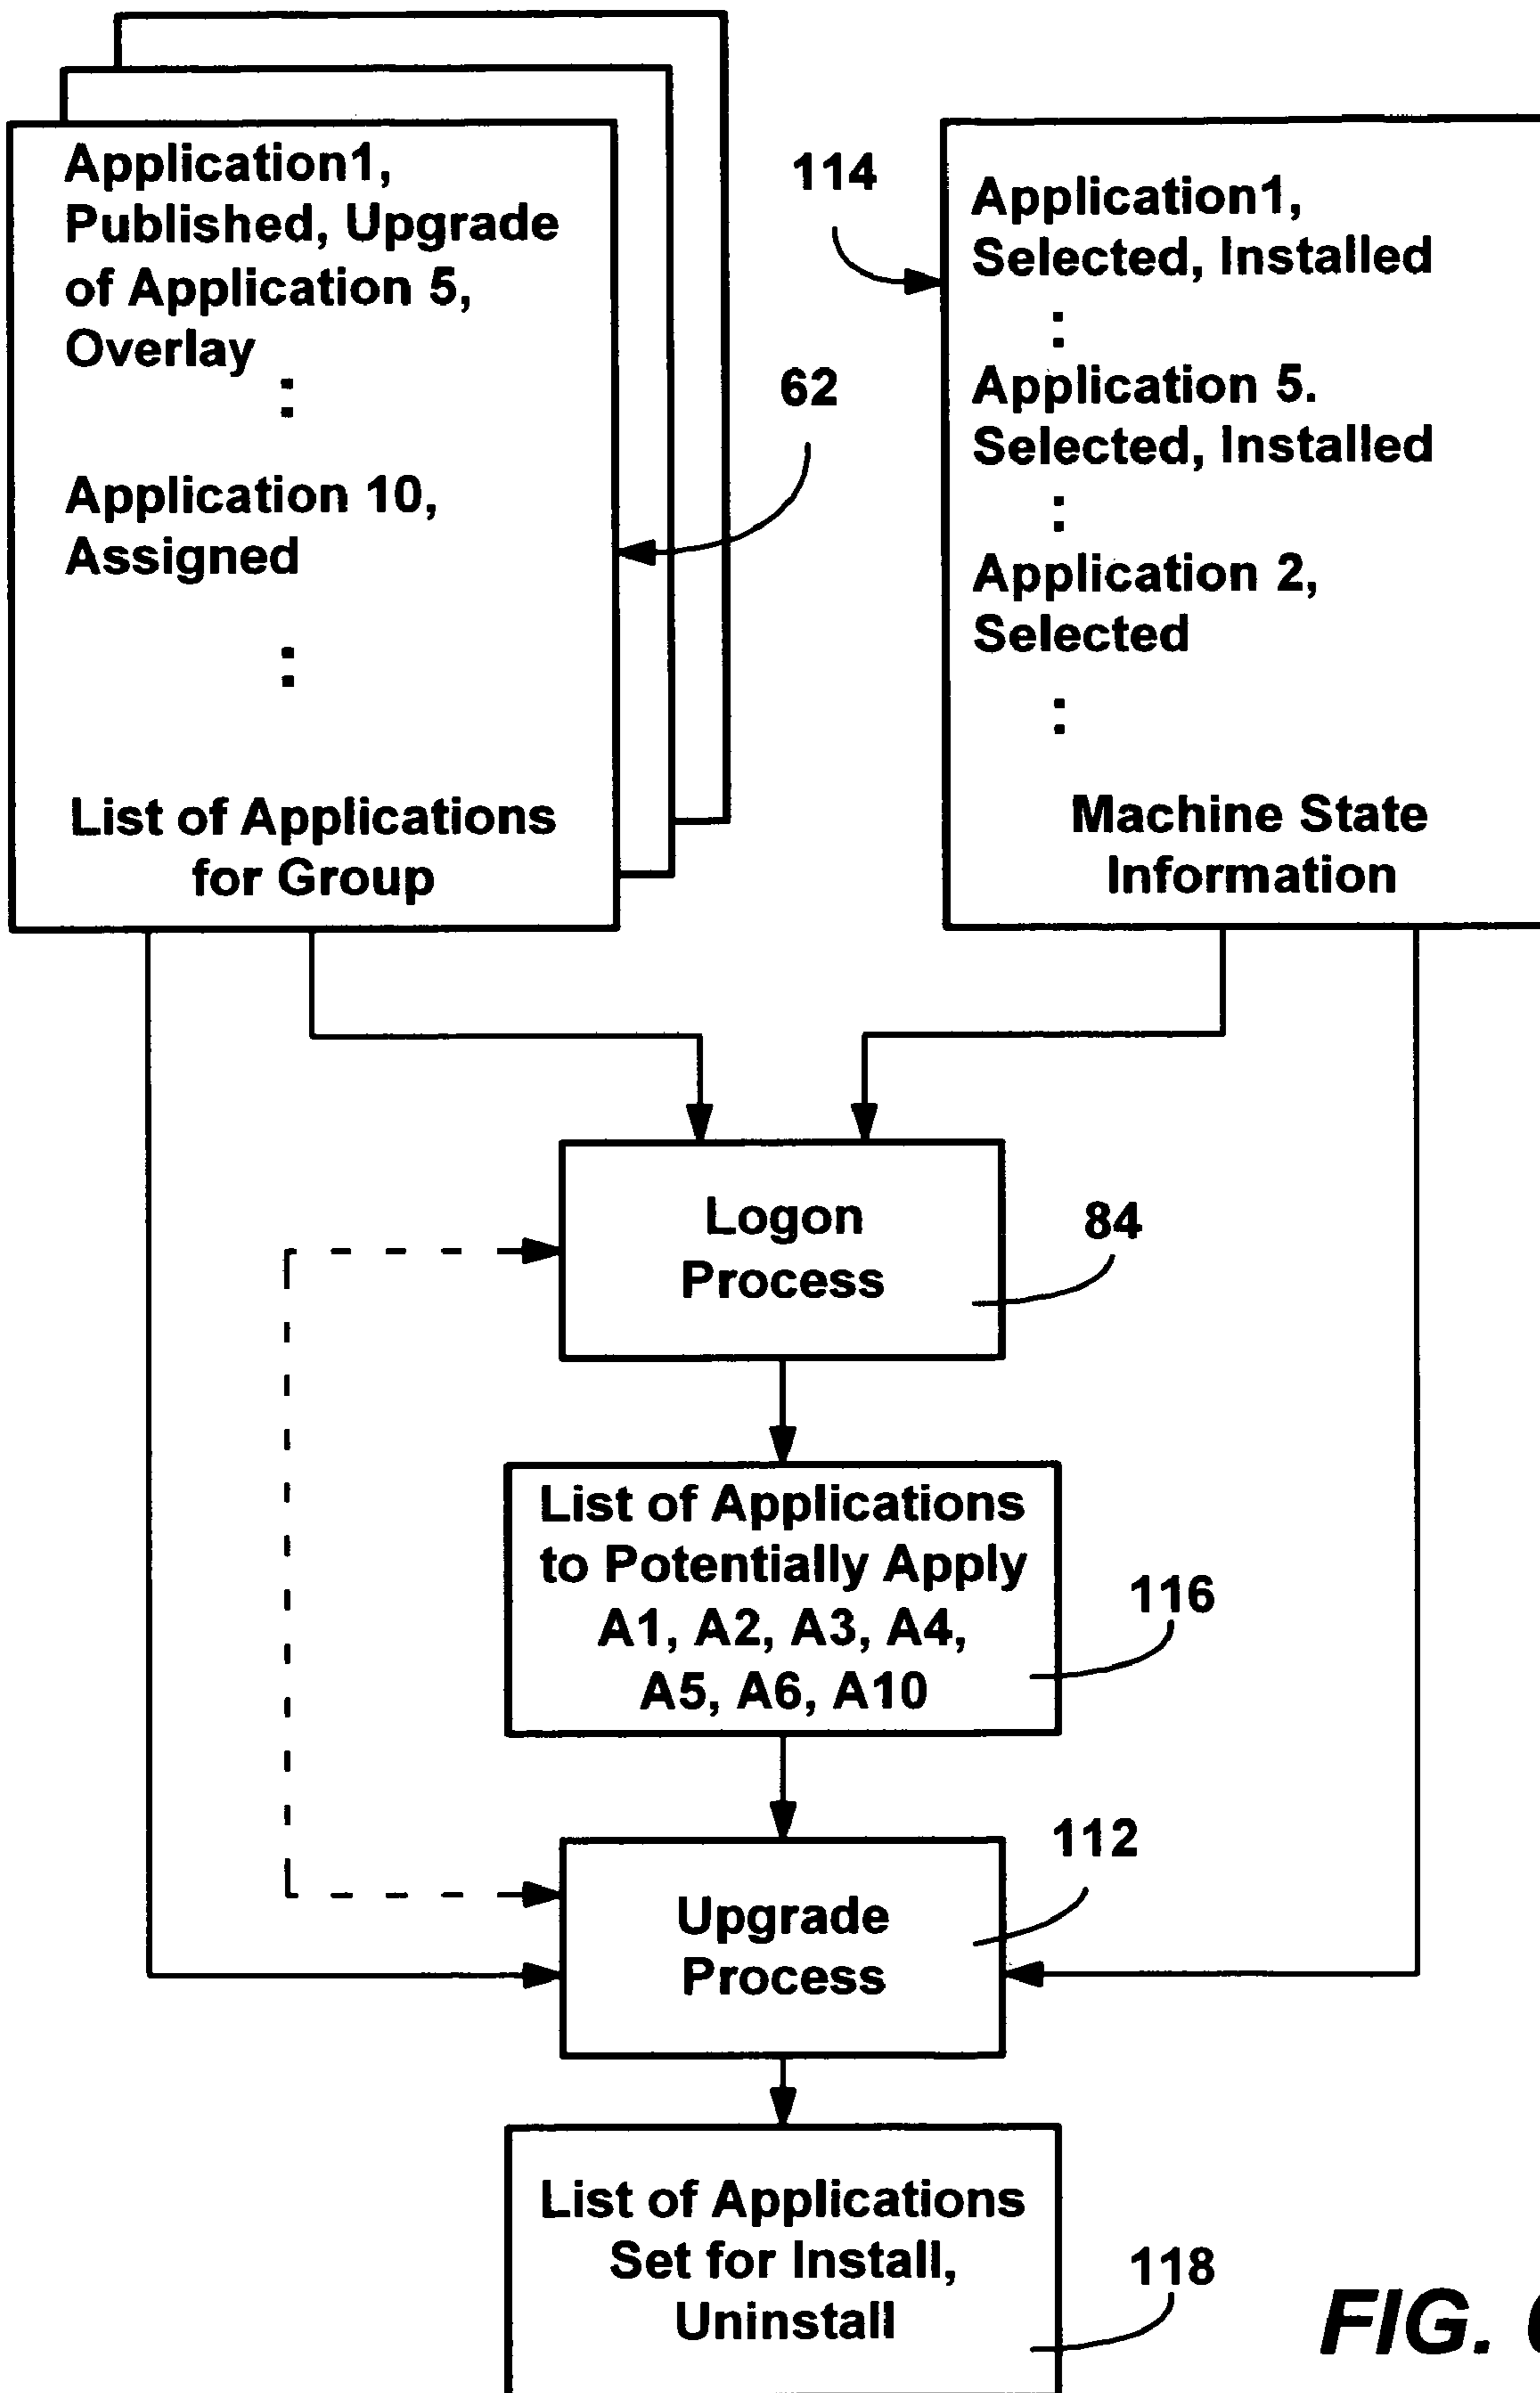 Application1,
Published, Upgrade
of Application 5,
Overlay
:
Application 10,
Assigned
:
List of Applications
for Group
62
114
Application1,
Selected, Installed
:
Application 5.
Selected, Installed
:
Application 2,
Selected
:
Machine State
Information
Logon
Process
84
List of Applications
to Potentially Apply
A1, A2, A3, A4,
A5, A6, A10
116
Upgrade
Process
112
List of Applications
Set for Install,
Uninstall
118
FIG.